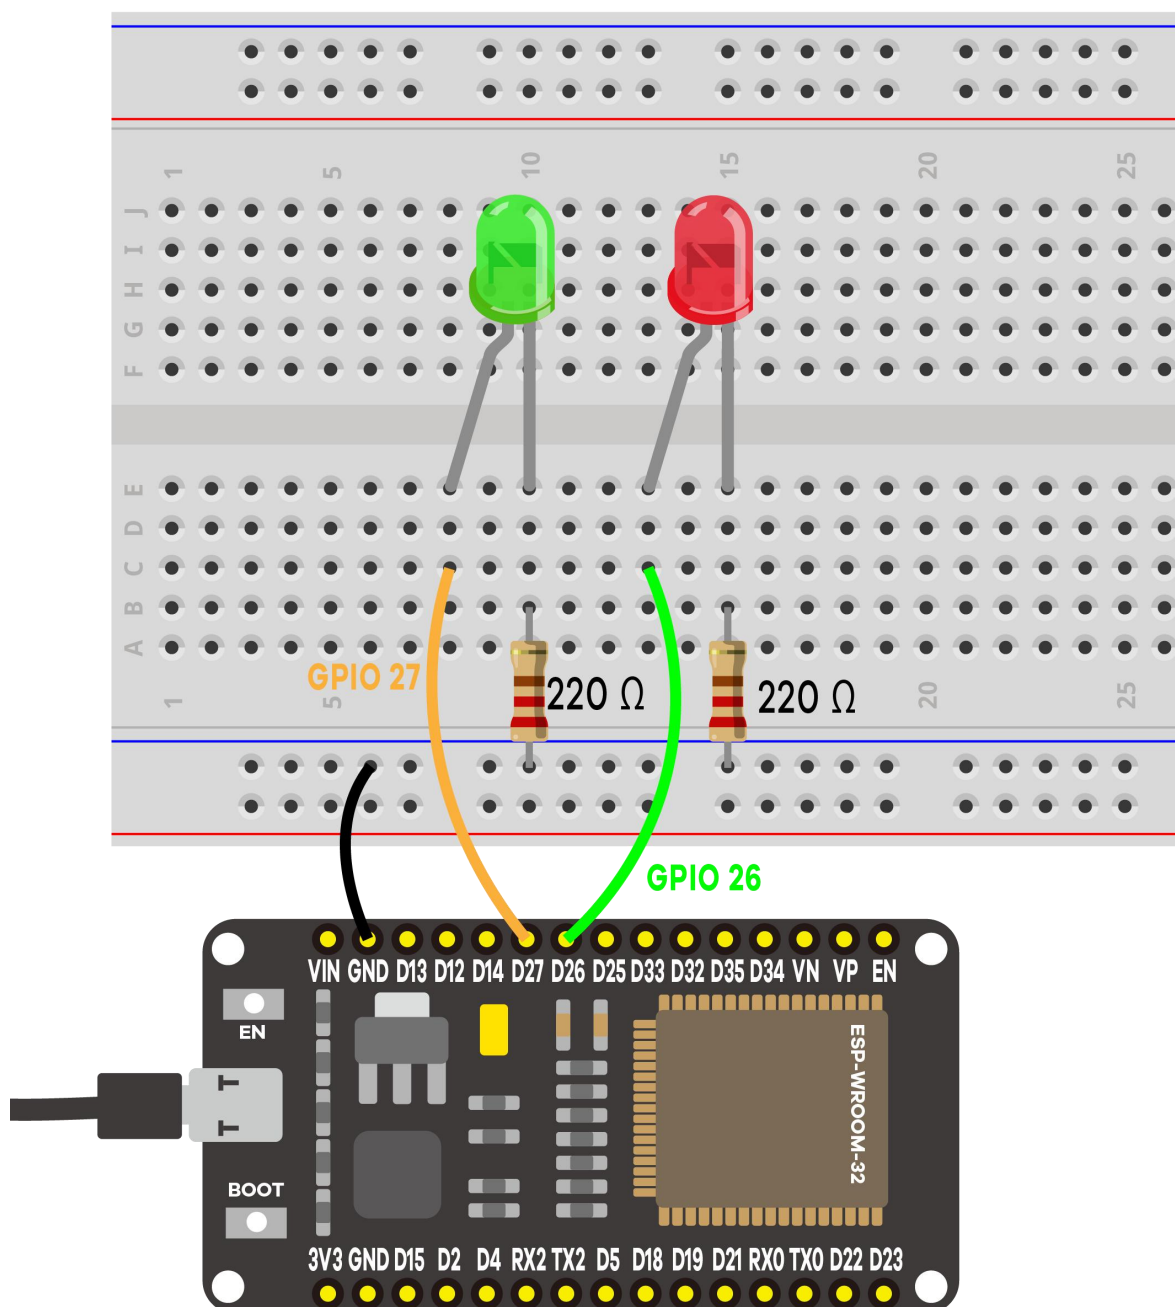 1 5 10 15 20 25
J
I
H
G
F
E
D
C
B
A
GPIO 27
220 Ω
220 Ω
1 5 20 25
GPIO 26
VIN GND D13 D12 D14 D27 D26 D25 D33 D32 D35 D34 VN VP EN
EN
ESP-WROOM-32
T
T
BOOT
3V3 GND D15 D2 D4 RX2 TX2 D5 D18 D19 D21 RX0 TX0 D22 D23